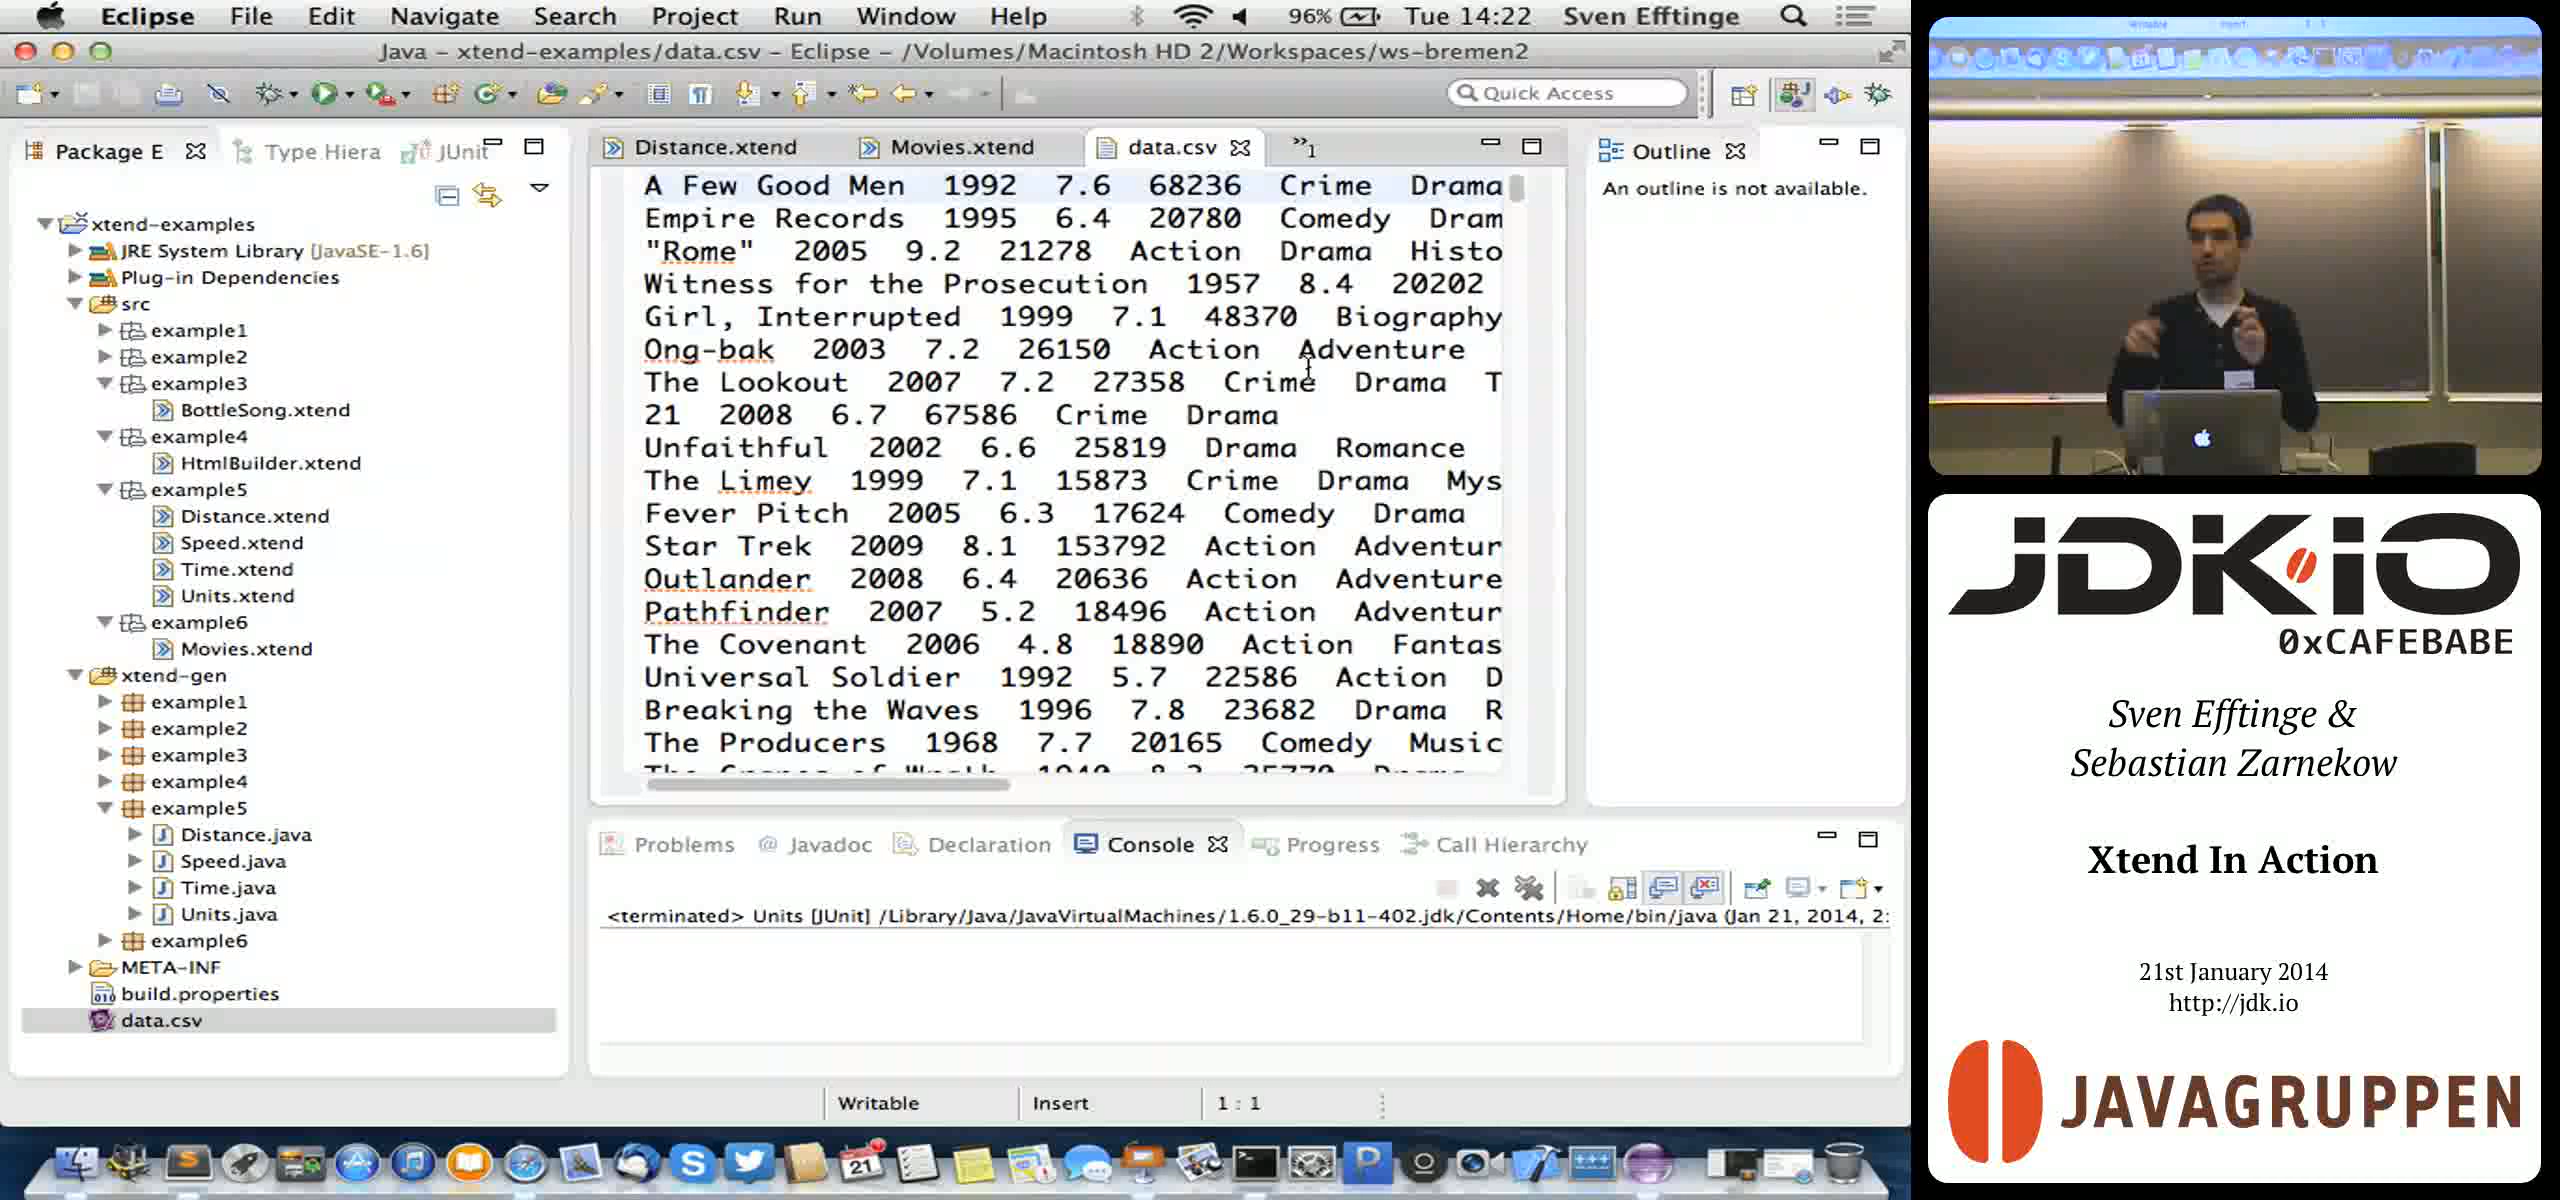 Eclipse File Edit Navigate Search Project Run Window Help 96% Tue 14:22 Sven Efftinge
Java – xtend-examples/data.csv – Eclipse – /Volumes/Macintosh HD 2/Workspaces/ws-bremen2
Quick Access
Package E
Type Hiera
JUnit
xtend-examples
JRE System Library [JavaSE-1.6]
Plug-in Dependencies
src
example1
example2
example3
BottleSong.xtend
example4
HtmlBuilder.xtend
example5
Distance.xtend
Speed.xtend
Time.xtend
Units.xtend
example6
Movies.xtend
xtend-gen
example1
example2
example3
example4
example5
Distance.java
Speed.java
Time.java
Units.java
example6
META-INF
build.properties
data.csv
Distance.xtend
Movies.xtend
data.csv
»1
A Few Good Men 1992 7.6 68236 Crime Drama
Empire Records 1995 6.4 20780 Comedy Dram
"Rome" 2005 9.2 21278 Action Drama Histo
Witness for the Prosecution 1957 8.4 20202
Girl, Interrupted 1999 7.1 48370 Biography
Ong-bak 2003 7.2 26150 Action Adventure
The Lookout 2007 7.2 27358 Crime Drama T
21 2008 6.7 67586 Crime Drama
Unfaithful 2002 6.6 25819 Drama Romance
The Limey 1999 7.1 15873 Crime Drama Mys
Fever Pitch 2005 6.3 17624 Comedy Drama
Star Trek 2009 8.1 153792 Action Adventur
Outlander 2008 6.4 20636 Action Adventure
Pathfinder 2007 5.2 18496 Action Adventur
The Covenant 2006 4.8 18890 Action Fantas
Universal Soldier 1992 5.7 22586 Action D
Breaking the Waves 1996 7.8 23682 Drama R
The Producers 1968 7.7 20165 Comedy Music
Outline
An outline is not available.
Problems
Javadoc
Declaration
Console
Progress
Call Hierarchy
<terminated> Units [JUnit] /Library/Java/JavaVirtualMachines/1.6.0_29-b11-402.jdk/Contents/Home/bin/java (Jan 21, 2014, 2:
Writable
Insert
1 : 1
21
JDK.IO
0xCAFEBABE
Sven Efftinge &
Sebastian Zarnekow
Xtend In Action
21st January 2014
http://jdk.io
JAVAGRUPPEN